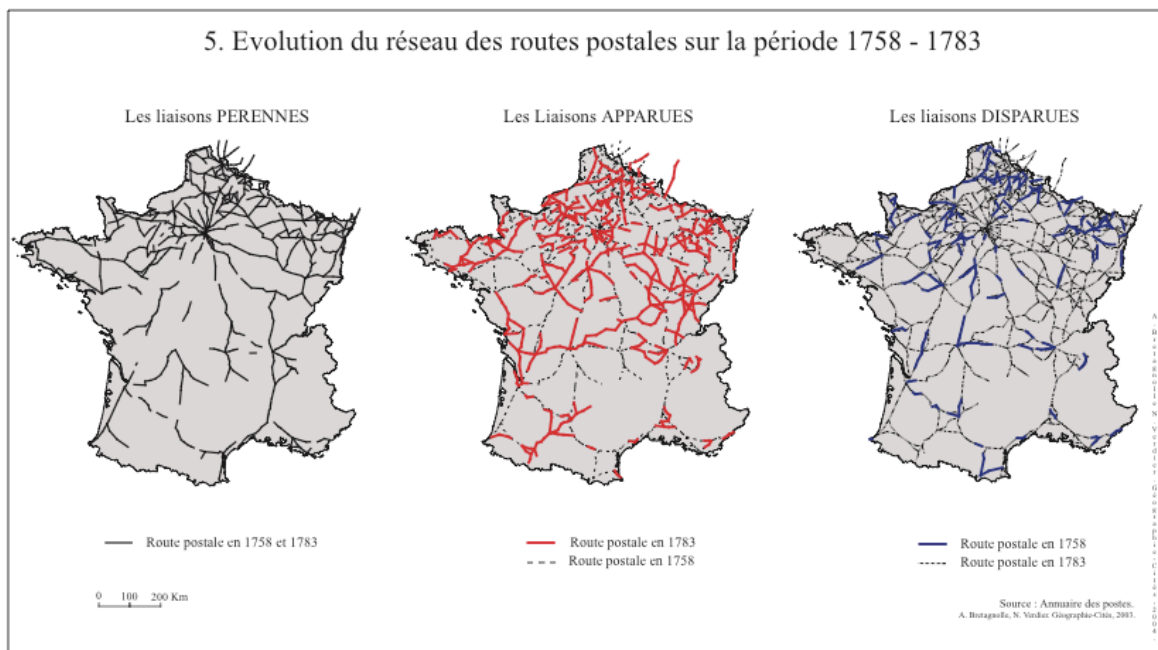 5. Evolution du réseau des routes postales sur la période 1758 - 1783
Les liaisons PERENNES
Les Liaisons APPARUES
Les liaisons DISPARUES
Route postale en 1758 et 1783
Route postale en 1783
Route postale en 1758
Route postale en 1758
Route postale en 1783
0 100 200 Km
Source : Annuaire des postes.
A. Bretagnolle, N. Verdier. Géographie-Cités, 2003.